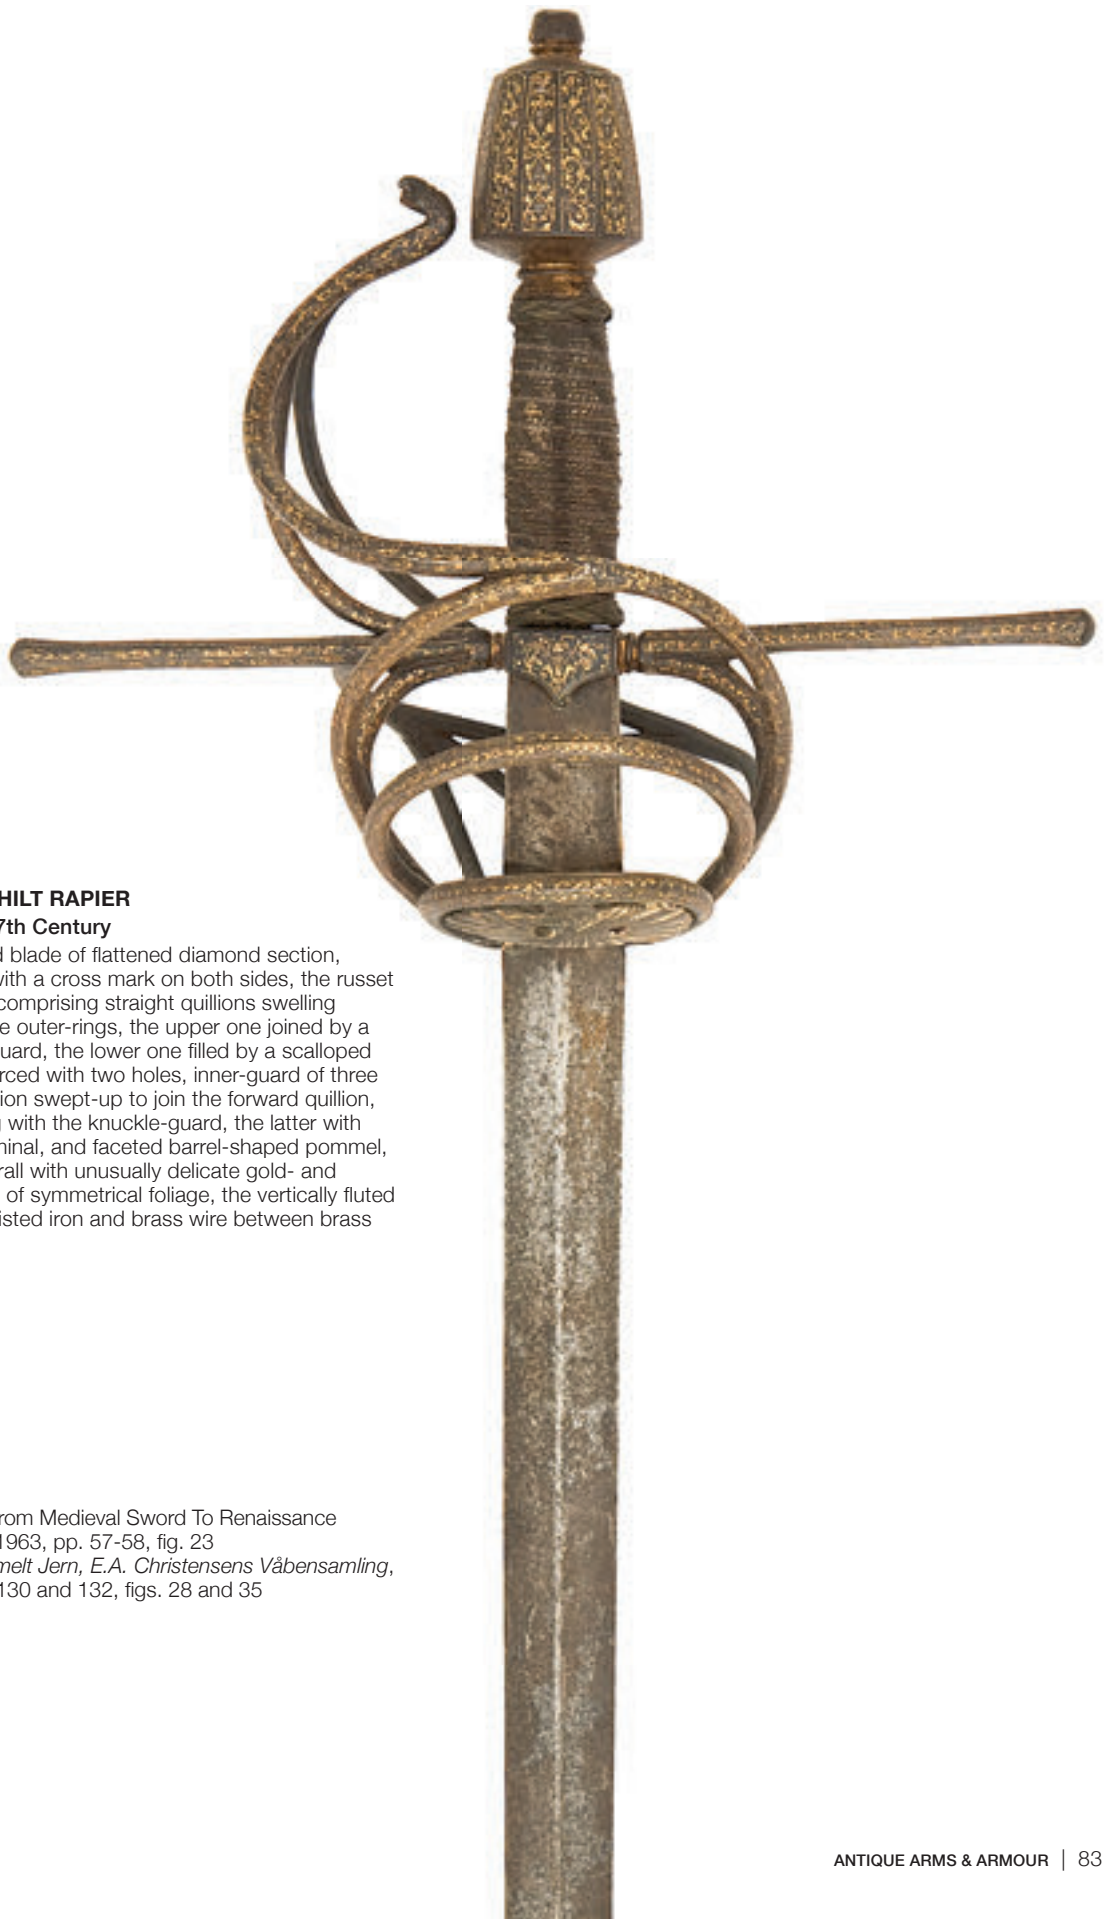 HILT RAPIER
7th Century
d blade of flattened diamond section,
with a cross mark on both sides, the russet
comprising straight quillions swelling
e outer-rings, the upper one joined by a
uard, the lower one filled by a scalloped
rced with two holes, inner-guard of three
ion swept-up to join the forward quillion,
g with the knuckle-guard, the latter with
minal, and faceted barrel-shaped pommel,
rall with unusually delicate gold- and
of symmetrical foliage, the vertically fluted
isted iron and brass wire between brass
rom Medieval Sword To Renaissance
1963, pp. 57-58, fig. 23
melt Jern, E.A. Christensens Våbensamling,
130 and 132, figs. 28 and 35
ANTIQUE ARMS & ARMOUR | 83